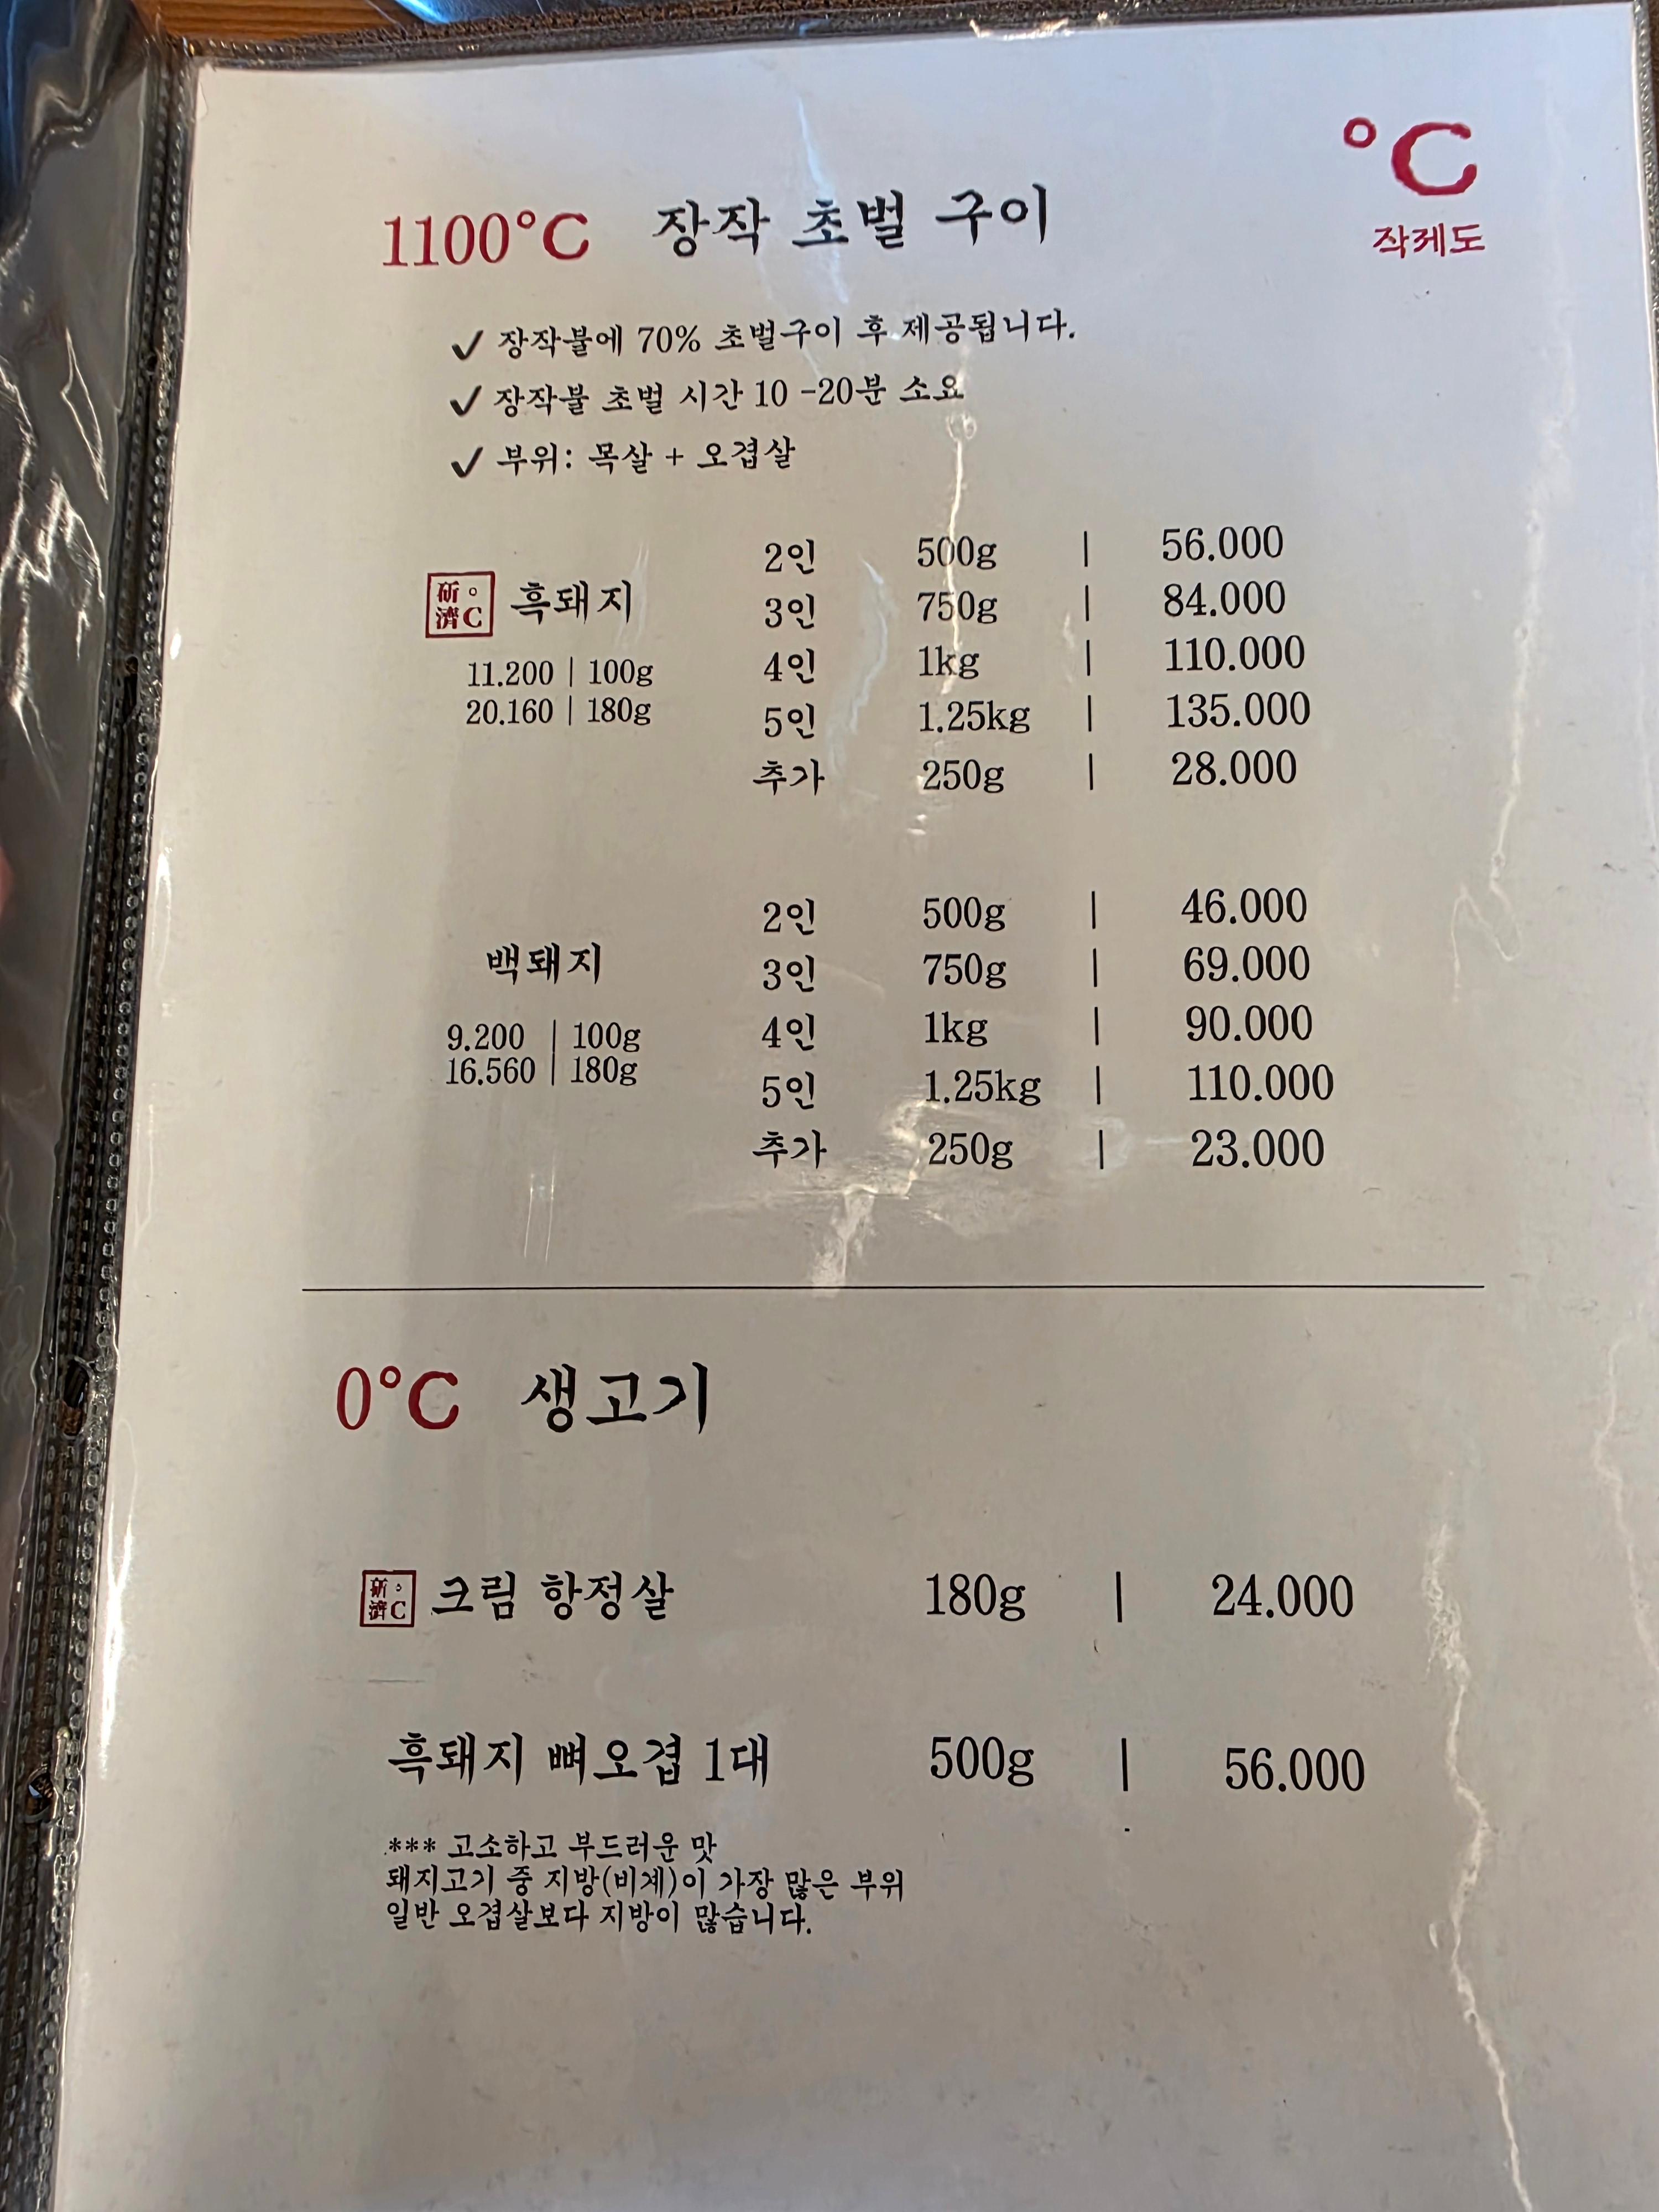 °C
작제도
1100°C 장작 초벌 구이
✓ 장작불에 70% 초벌구이 후 제공됩니다.
✓ 장작불 초벌 시간 10 -20분 소요
✓ 부위: 목살 + 오겹살
2인 500g | 56.000
斫°
濟C
흑돼지
3인 750g | 84.000
11.200 | 100g
4인 1kg | 110.000
20.160 | 180g
5인 1.25kg | 135.000
추가 250g | 28.000
2인 500g | 46.000
백돼지
3인 750g | 69.000
9.200 | 100g
4인 1kg | 90.000
16.560 | 180g
5인 1.25kg | 110.000
추가 250g | 23.000
0°C 생고기
斫°
濟C
크림 항정살 180g | 24.000
흑돼지 뼈오겹 1대 500g | 56.000
*** 고소하고 부드러운 맛
돼지고기 중 지방(비계)이 가장 많은 부위
일반 오겹살보다 지방이 많습니다.